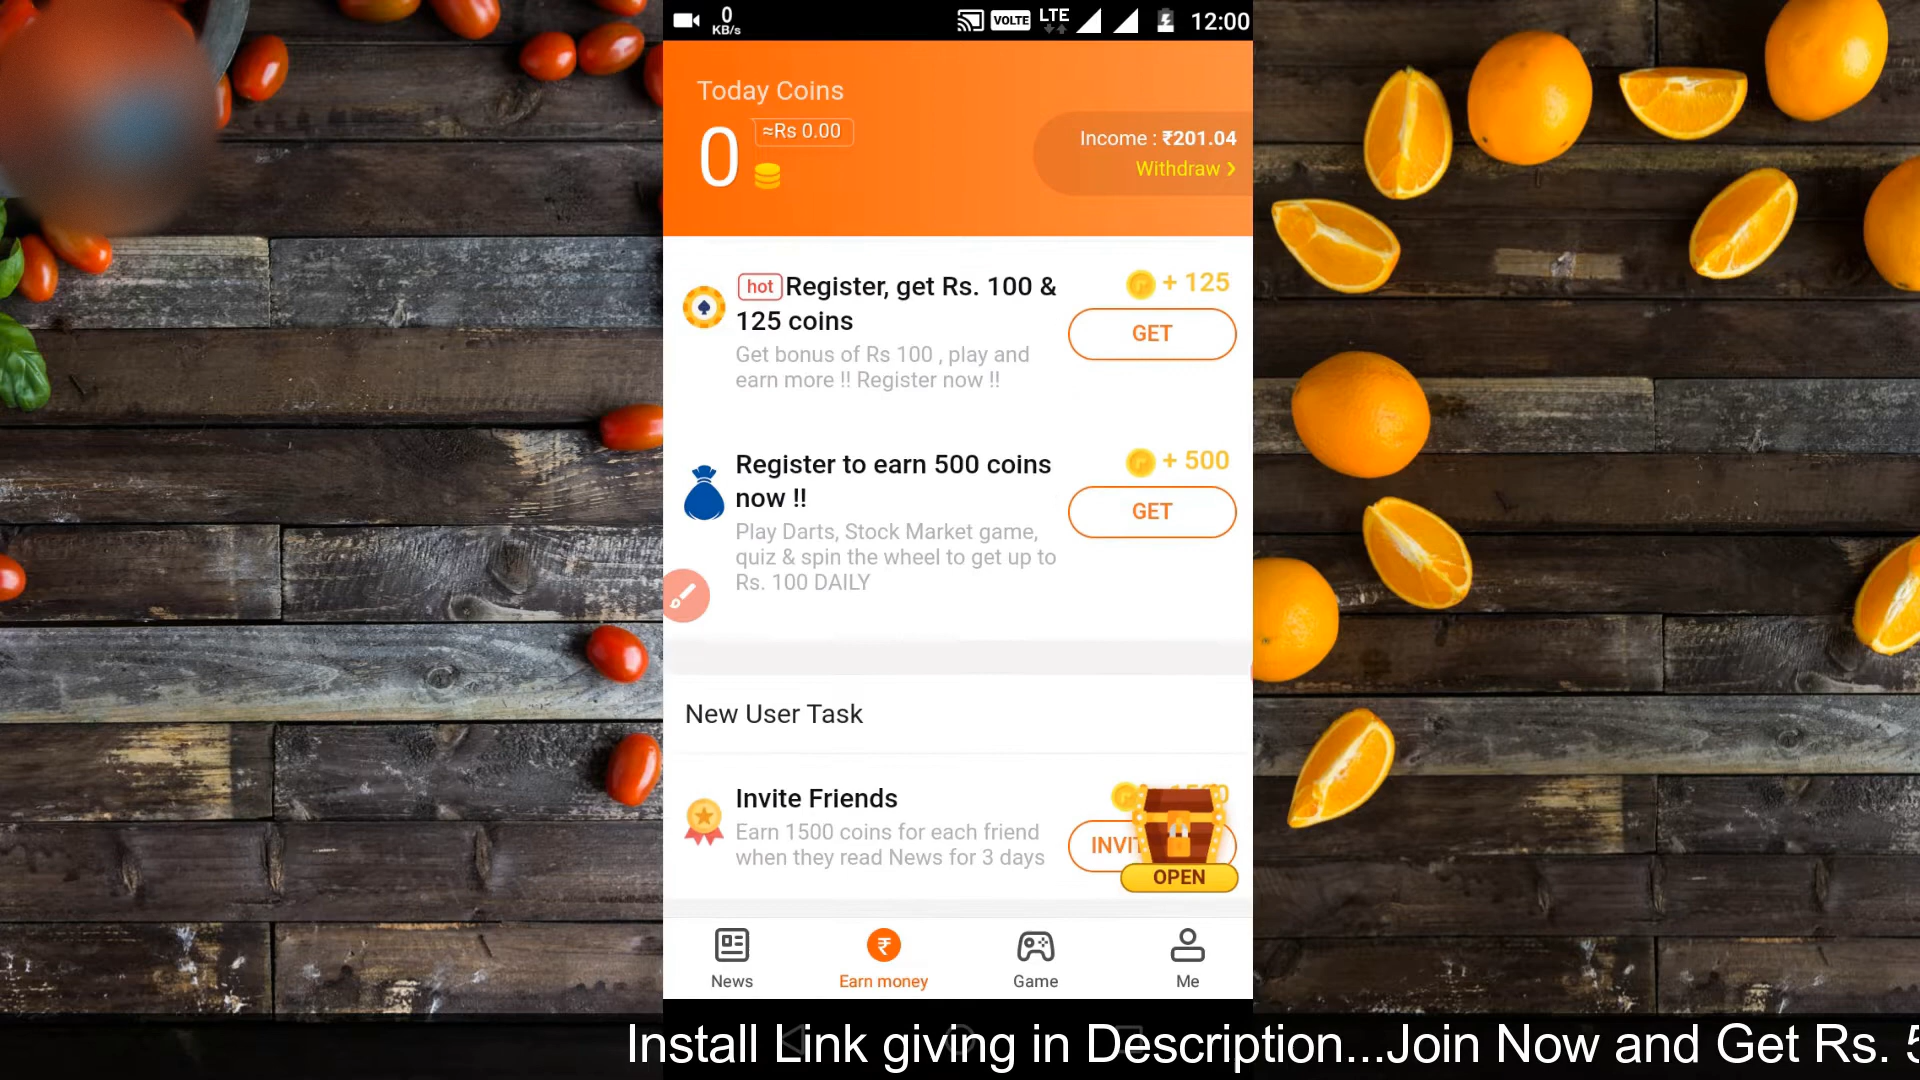 0
KB/s
VOLTE
LTE
12:00
Today Coins
0
≈Rs 0.00
Income : ₹201.04
Withdraw
hot Register, get Rs. 100 &
125 coins
Get bonus of Rs 100 , play and
earn more !! Register now !!
+ 125
GET
Register to earn 500 coins
now !!
Play Darts, Stock Market game,
quiz & spin the wheel to get up to
Rs. 100 DAILY
+ 500
GET
New User Task
Invite Friends
Earn 1500 coins for each friend
when they read News for 3 days
OPEN
News
Earn money
Game
Me
Install Link giving in Description...Join Now and Get Rs.